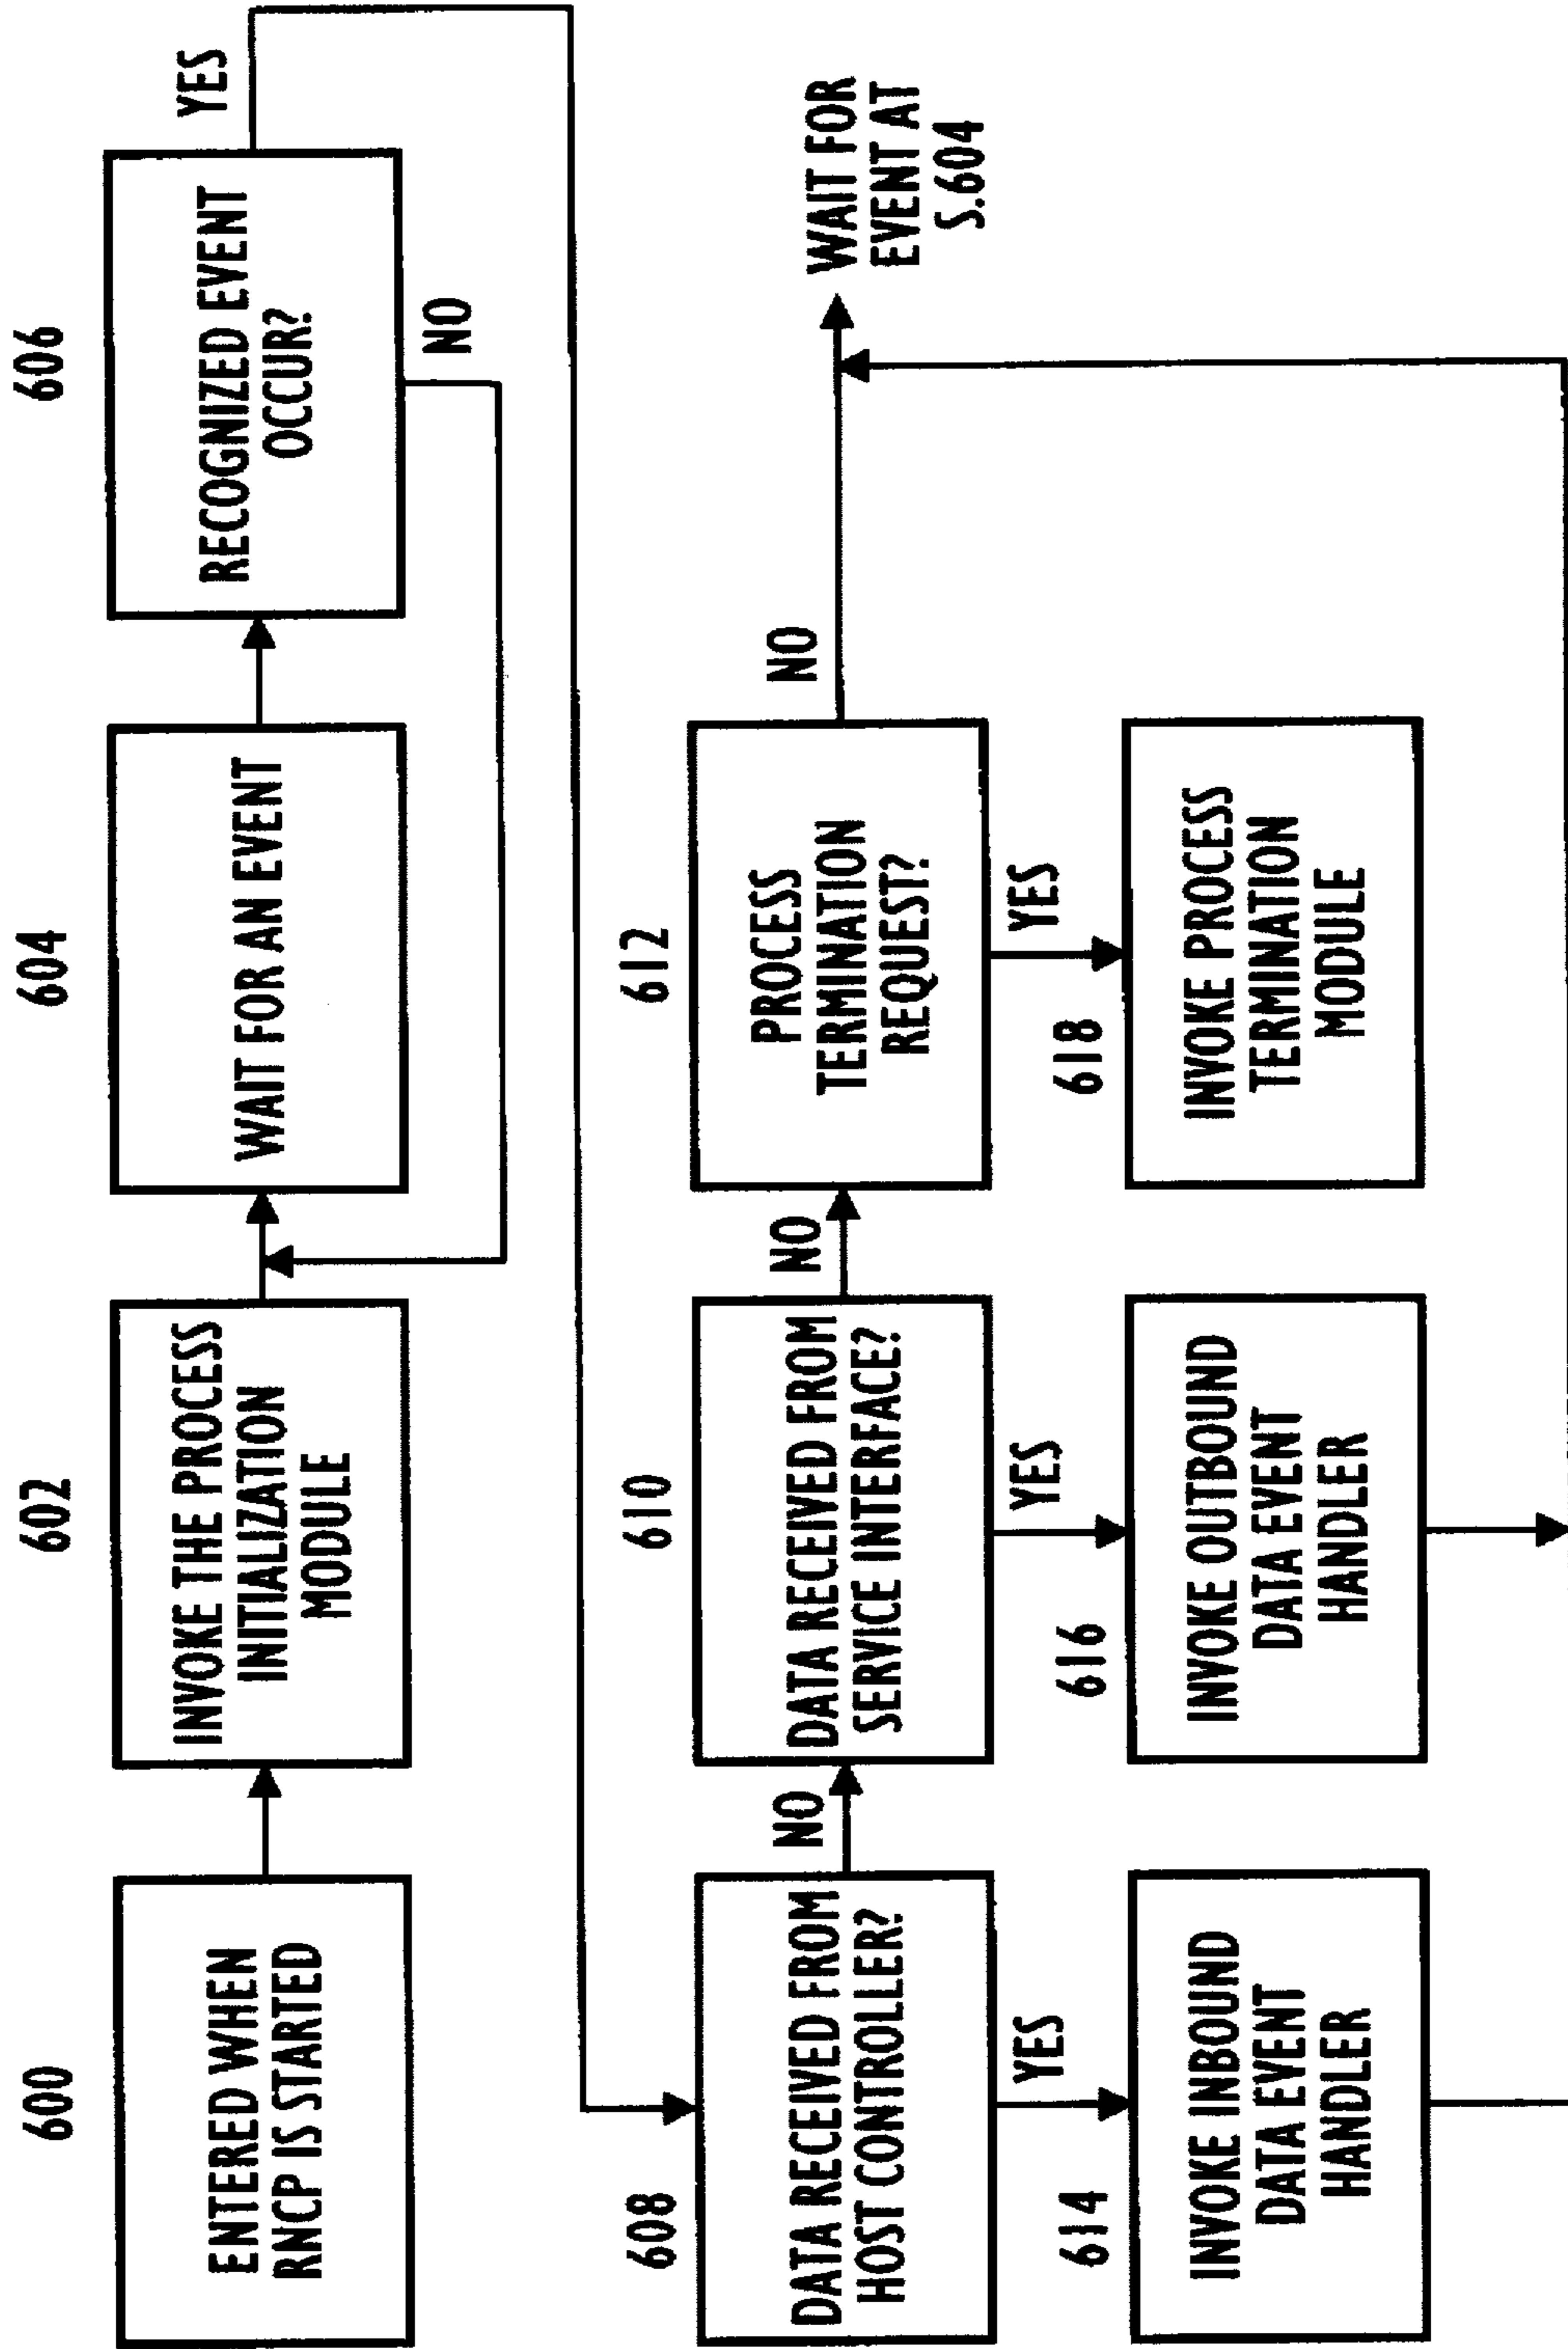 600
ENTERED WHEN
RNCP IS STARTED
602
INVOKE THE PROCESS
INITIALIZATION
MODULE
604
WAIT FOR AN EVENT
606
RECOGNIZED EVENT
OCCUR?
YES
NO
608
DATA RECEIVED FROM
HOST CONTROLLER?
NO
YES
610
DATA RECEIVED FROM
SERVICE INTERFACE?
NO
YES
612
PROCESS
TERMINATION
REQUEST?
NO
YES
WAIT FOR
EVENT AT
S.604
614
INVOKE INBOUND
DATA EVENT
HANDLER
616
INVOKE OUTBOUND
DATA EVENT
HANDLER
618
INVOKE PROCESS
TERMINATION
MODULE